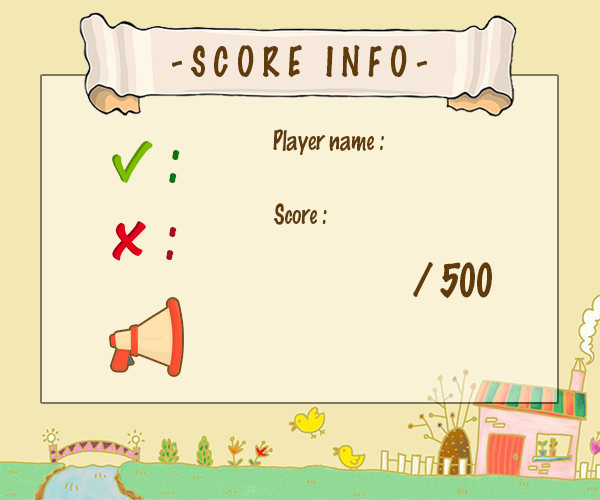 -SCORE INFO-
:
Player name :
:
Score :
/ 500